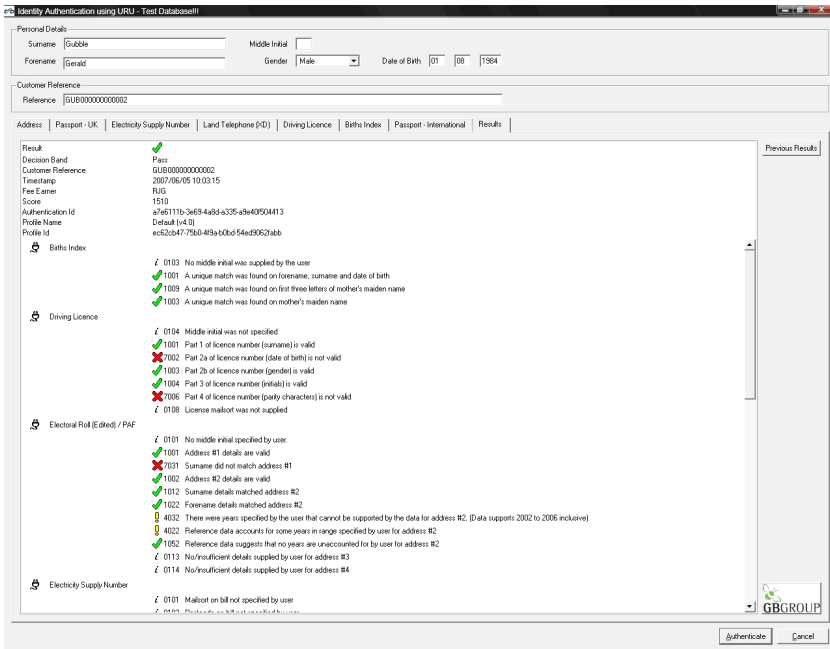 Identity Authentication using URU - Test Database!!!
Personal Details
Surname Gubble Middle Initial
Forename Gerald Gender Male Date of Birth 01 08 1984
Customer Reference
Reference GUB000000000002
Address Passport - UK Electricity Supply Number Land Telephone (XD) Driving Licence Births Index Passport - International Results
Result Previous Results
Decision Band Pass
Customer Reference GUB000000000002
Timestamp 2007/06/05 10:03:15
Fee Earner RJG
Score 1510
Authentication Id a7e6111b-3e69-4a8d-a335-a9e40f504413
Profile Name Default (v4.0)
Profile Id ec62cb47-75b0-4f9a-b0bd-54ed9062fabb
Births Index
i 0103 No middle initial was supplied by the user
1001 A unique match was found on forename, surname and date of birth
1009 A unique match was found on first three letters of mother's maiden name
1003 A unique match was found on mother's maiden name
Driving Licence
i 0104 Middle initial was not specified
1001 Part 1 of licence number (surname) is valid
7002 Part 2a of licence number (date of birth) is not valid
1003 Part 2b of licence number (gender) is valid
1004 Part 3 of licence number (initials) is valid
7006 Part 4 of licence number (parity characters) is not valid
i 0108 License mailsort was not supplied
Electoral Roll (Edited) / PAF
i 0101 No middle initial specified by user.
1001 Address #1 details are valid
7031 Surname did not match address #1
1002 Address #2 details are valid
1012 Surname details matched address #2
1022 Forename details matched address #2
4032 There were years specified by the user that cannot be supported by the data for address #2. (Data supports 2002 to 2006 inclusive)
4022 Reference data accounts for some years in range specified by user for address #2
1052 Reference data suggests that no years are unaccounted for by user for address #2
i 0113 No/insufficient details supplied by user for address #3
i 0114 No/insufficient details supplied by user for address #4
Electricity Supply Number
i 0101 Mailsort on bill not specified by user
GBGROUP
Authenticate Cancel